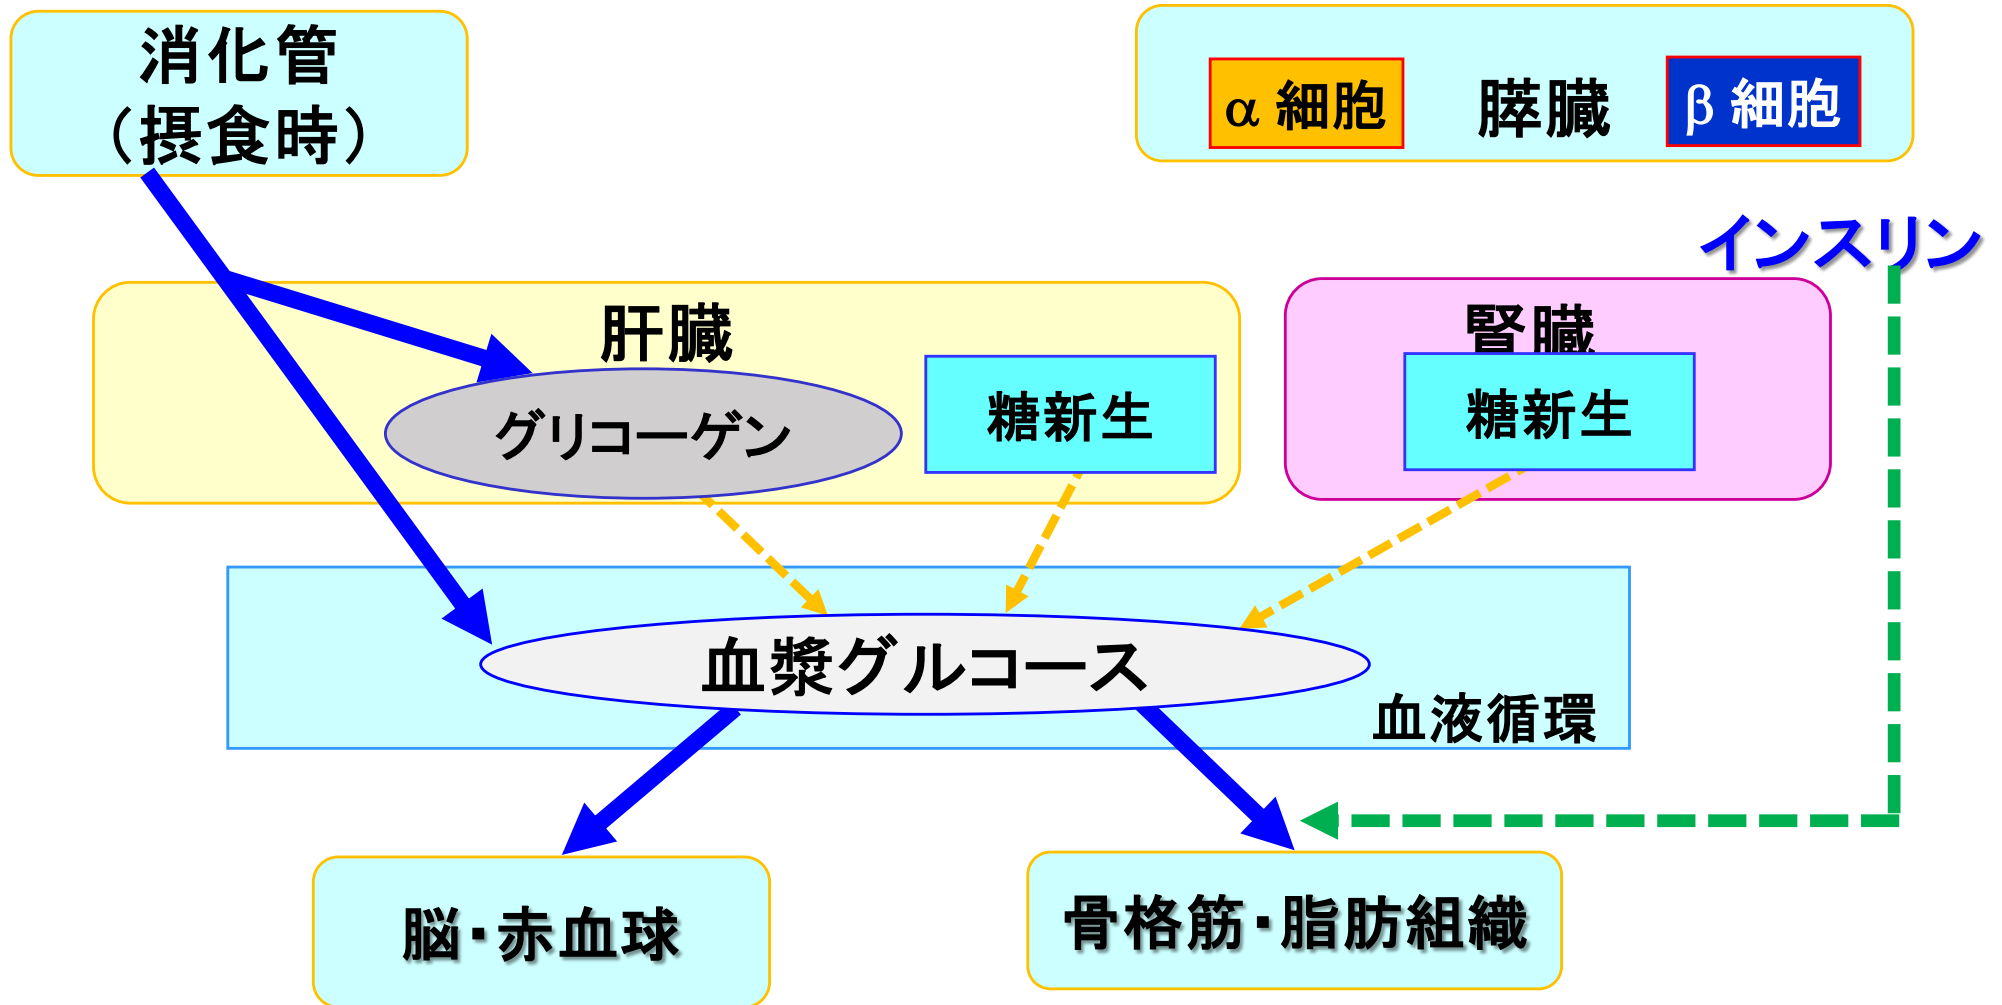 消化管
（摂食時）
α 細胞
膵臓
β 細胞
インスリン
肝臓
腎臓
グリコーゲン
糖新生
糖新生
血漿グルコース
血液循環
脳・赤血球
骨格筋・脂肪組織